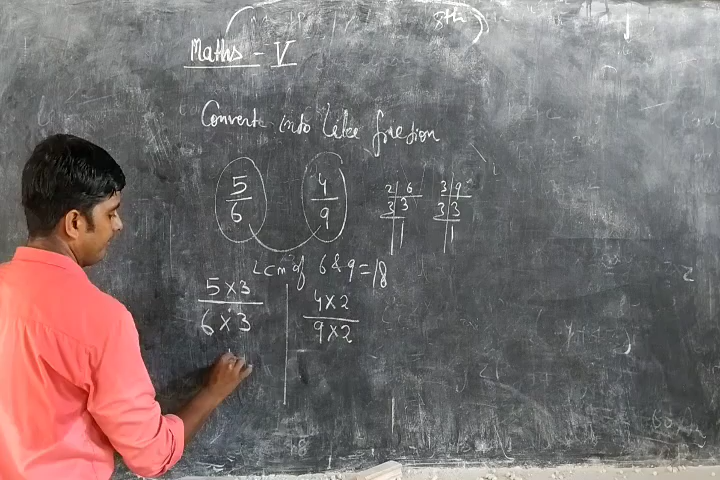 8th
Maths - V
Convert into like fraction
5/6 4/9
2 | 6
3 | 3
| 1
3 | 9
3 | 3
| 1
LCM of 6 & 9 = 18
5 × 3 / 6 × 3
4 × 2 / 9 × 2